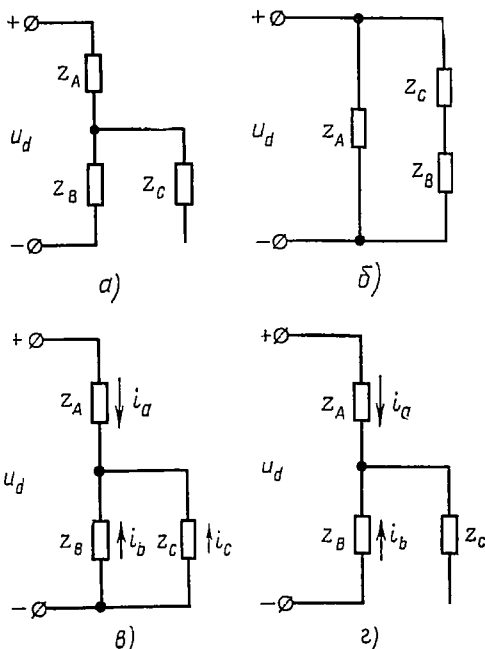 +
z_A
u_d
z_B
z_C
−
а)
+
z_C
u_d
z_A
z_B
−
б)
+
z_A
i_a
u_d
z_B
i_b
z_C
i_c
−
в)
+
z_A
i_a
u_d
z_B
i_b
z_C
−
г)